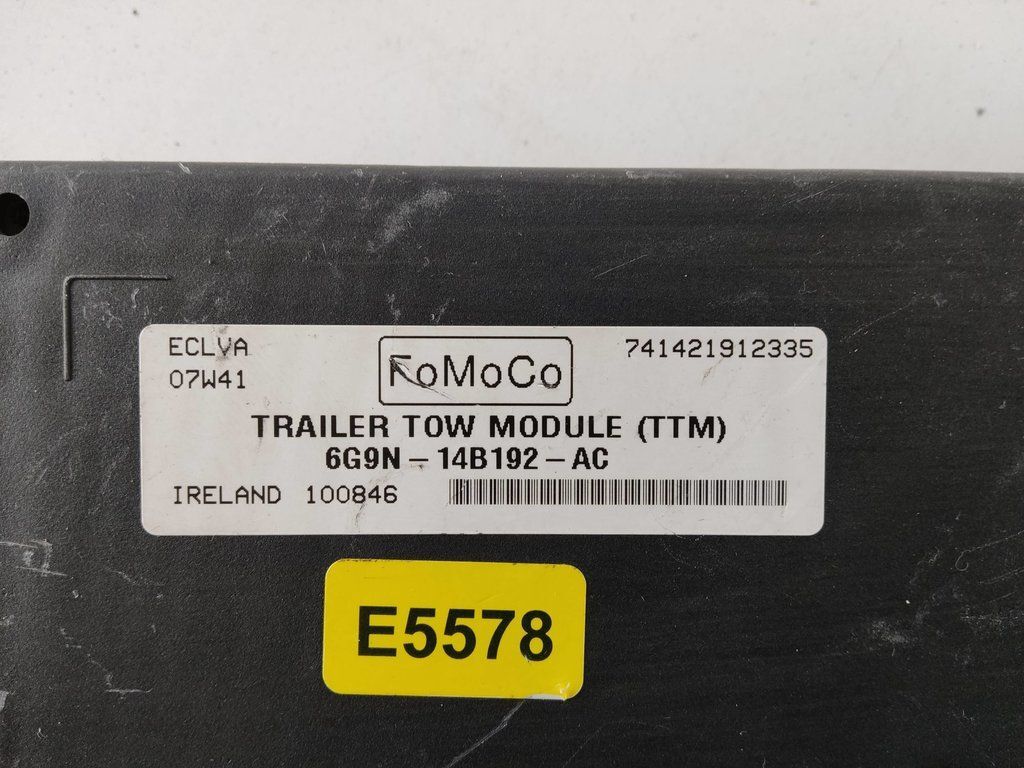 ECLVA
FoMoCo
741421912335
07W41
TRAILER TOW MODULE (TTM)
6G9N – 14B192 – AC
IRELAND 100846
E5578